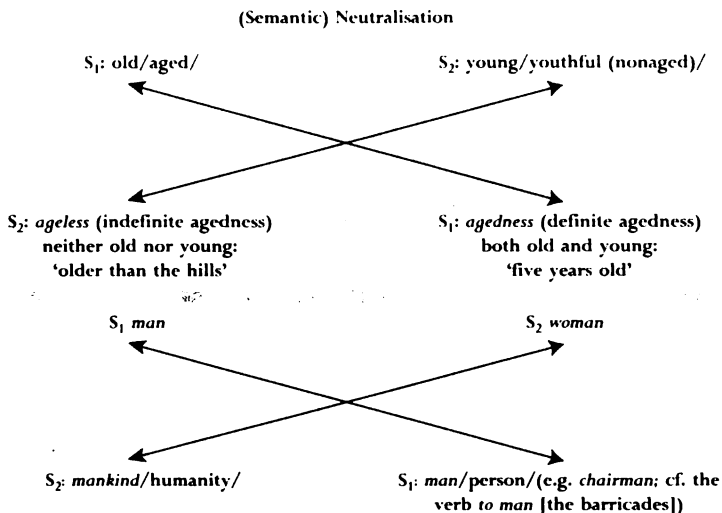 (Semantic) Neutralisation
S₁: old/aged/
S₂: young/youthful (nonaged)/
S₂: ageless (indefinite agedness)
neither old nor young:
‘older than the hills’
S₁: agedness (definite agedness)
both old and young:
‘five years old’
S₁ man
S₂ woman
S₂: mankind/humanity/
S₁: man/person/(e.g. chairman; cf. the
verb to man [the barricades])